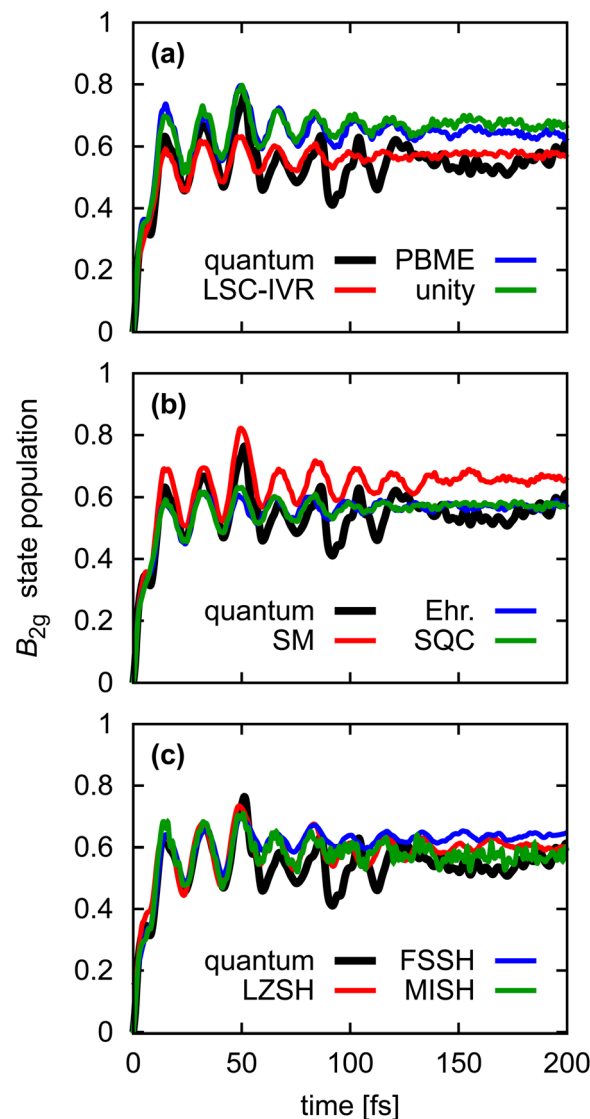 1
(a)
0.8
0.6
0.4
quantum PBME
0.2
LSC-IVR unity
0
1
(b)
0.8
0.6
0.4
quantum Ehr.
0.2
SM SQC
0
1
(c)
0.8
0.6
0.4
quantum FSSH
0.2
LZSH MISH
0
0 50 100 150 200
time [fs]
B2g state population